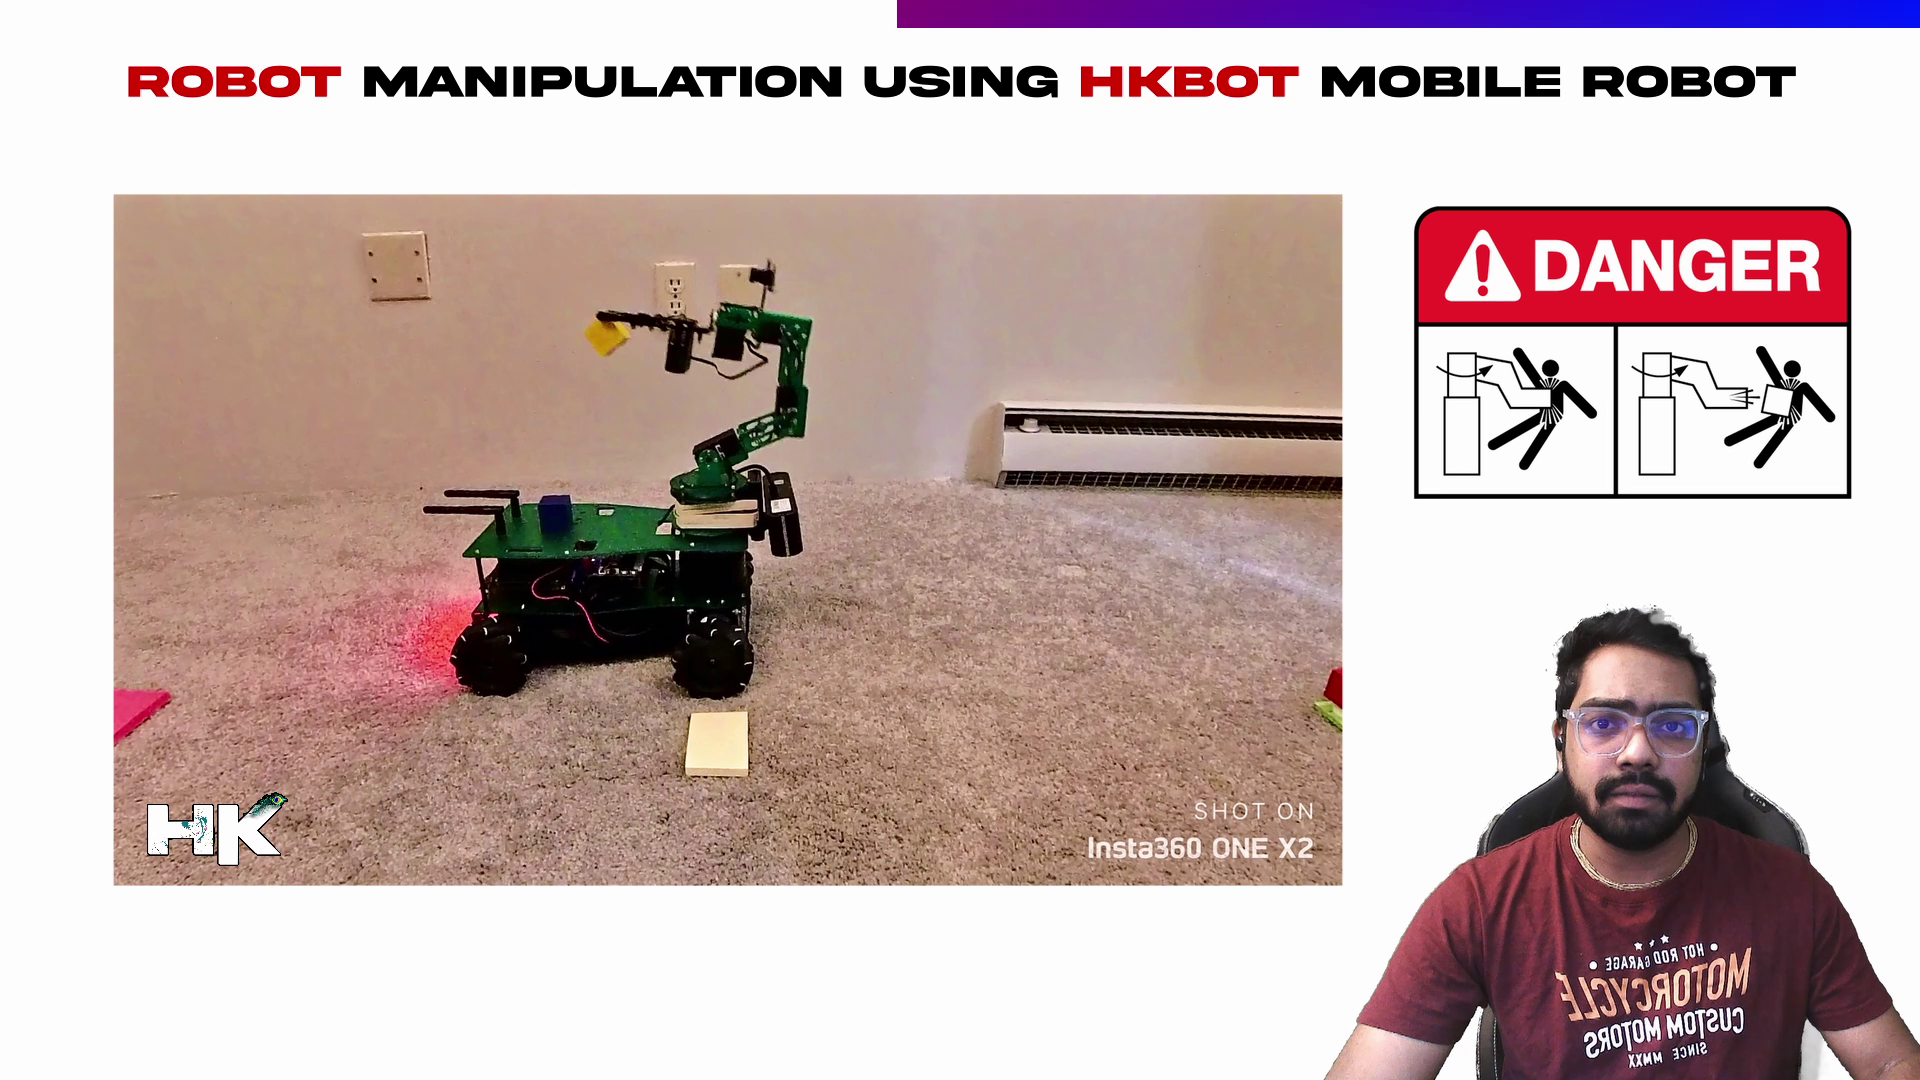 ROBOT MANIPULATION USING HKBOT MOBILE ROBOT
DANGER
HK
SHOT ON
Insta360 ONE X2
HOT ROD GARAGE
MOTORCYCLE
CUSTOM MOTORS
SINCE MMXX